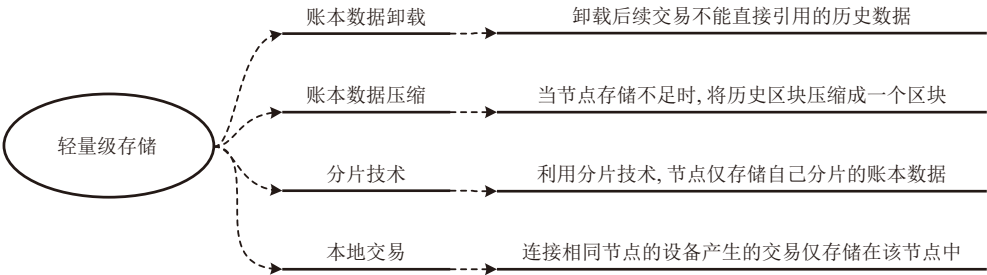 轻量级存储
账本数据卸载
卸载后续交易不能直接引用的历史数据
账本数据压缩
当节点存储不足时, 将历史区块压缩成一个区块
分片技术
利用分片技术, 节点仅存储自己分片的账本数据
本地交易
连接相同节点的设备产生的交易仅存储在该节点中